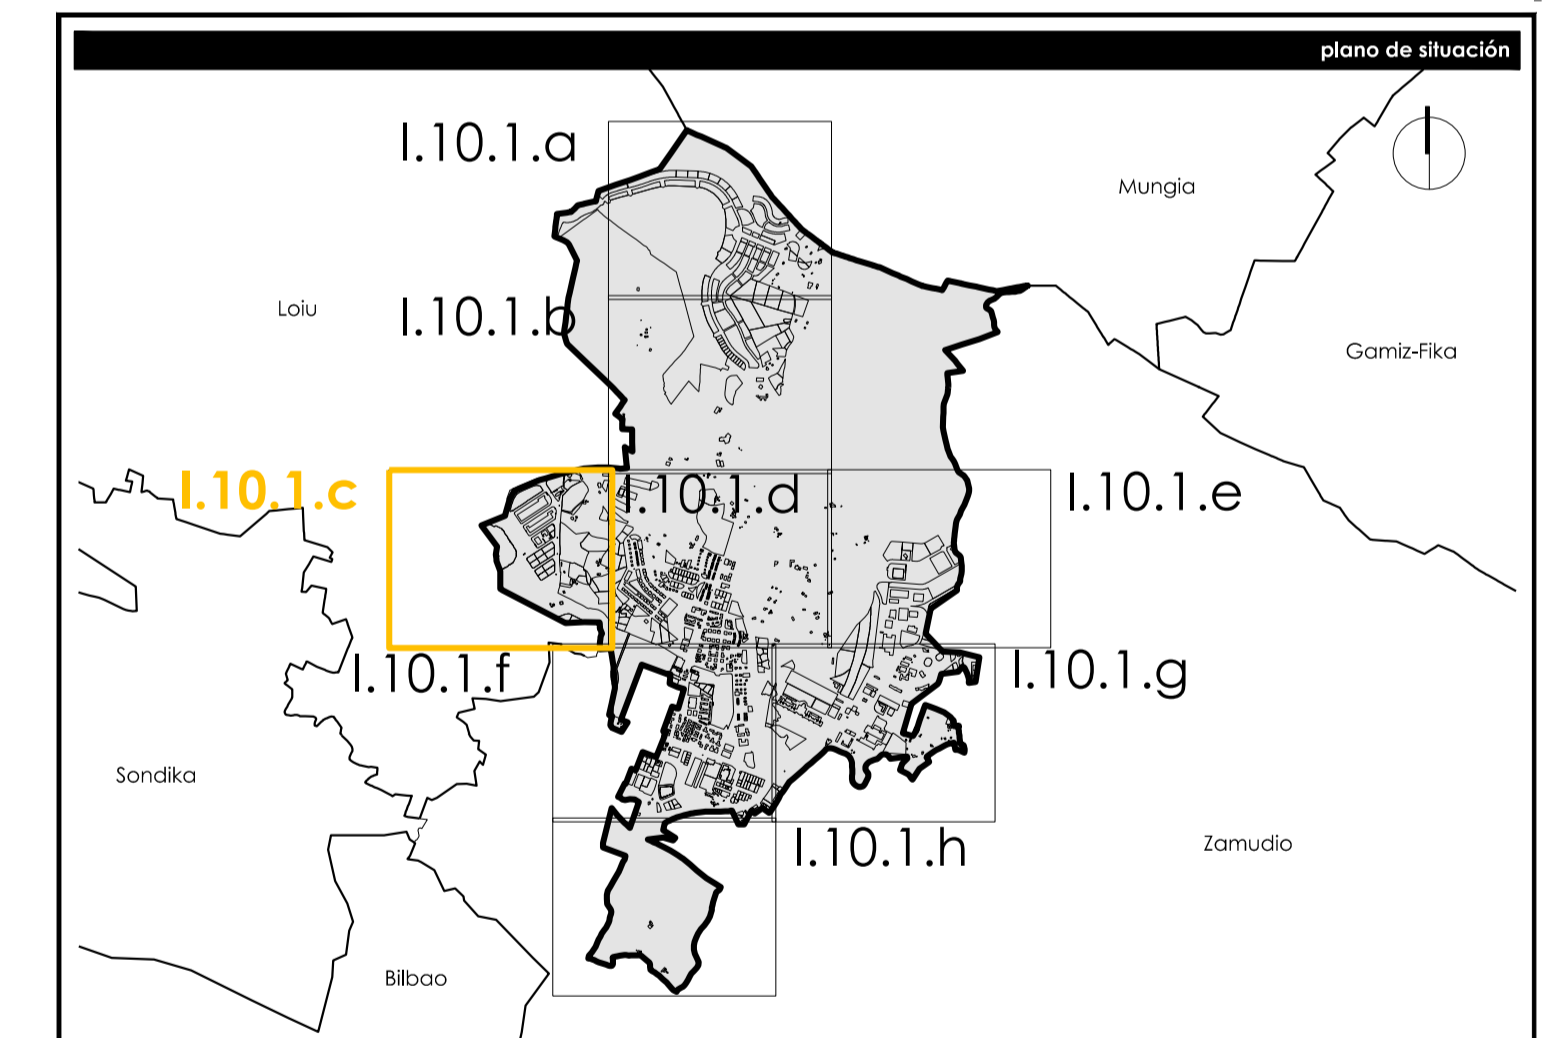 plano de situación
I.10.1.a
Mungia
Loiu
I.10.1.b
Gamiz-Fika
I.10.1.c
I.10.1.d
I.10.1.e
I.10.1.f
I.10.1.g
Sondika
I.10.1.h
Zamudio
Bilbao